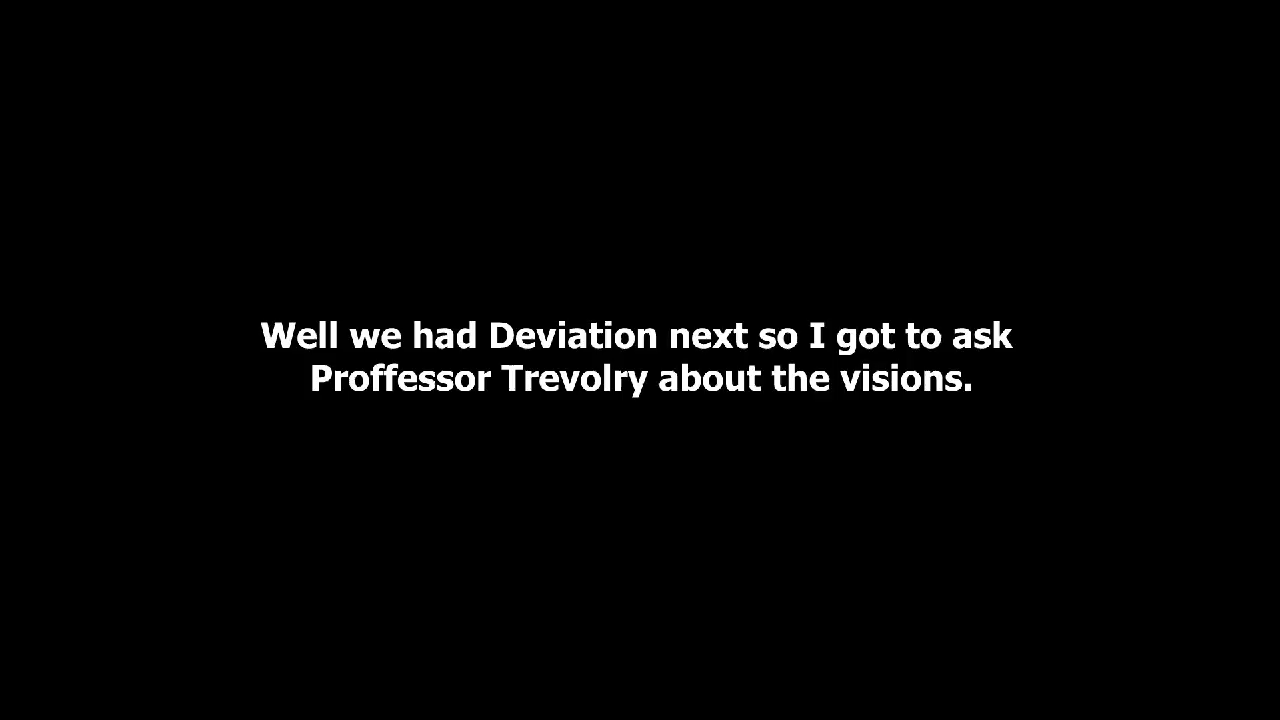 Well we had Deviation next so I got to ask
Proffessor Trevolry about the visions.